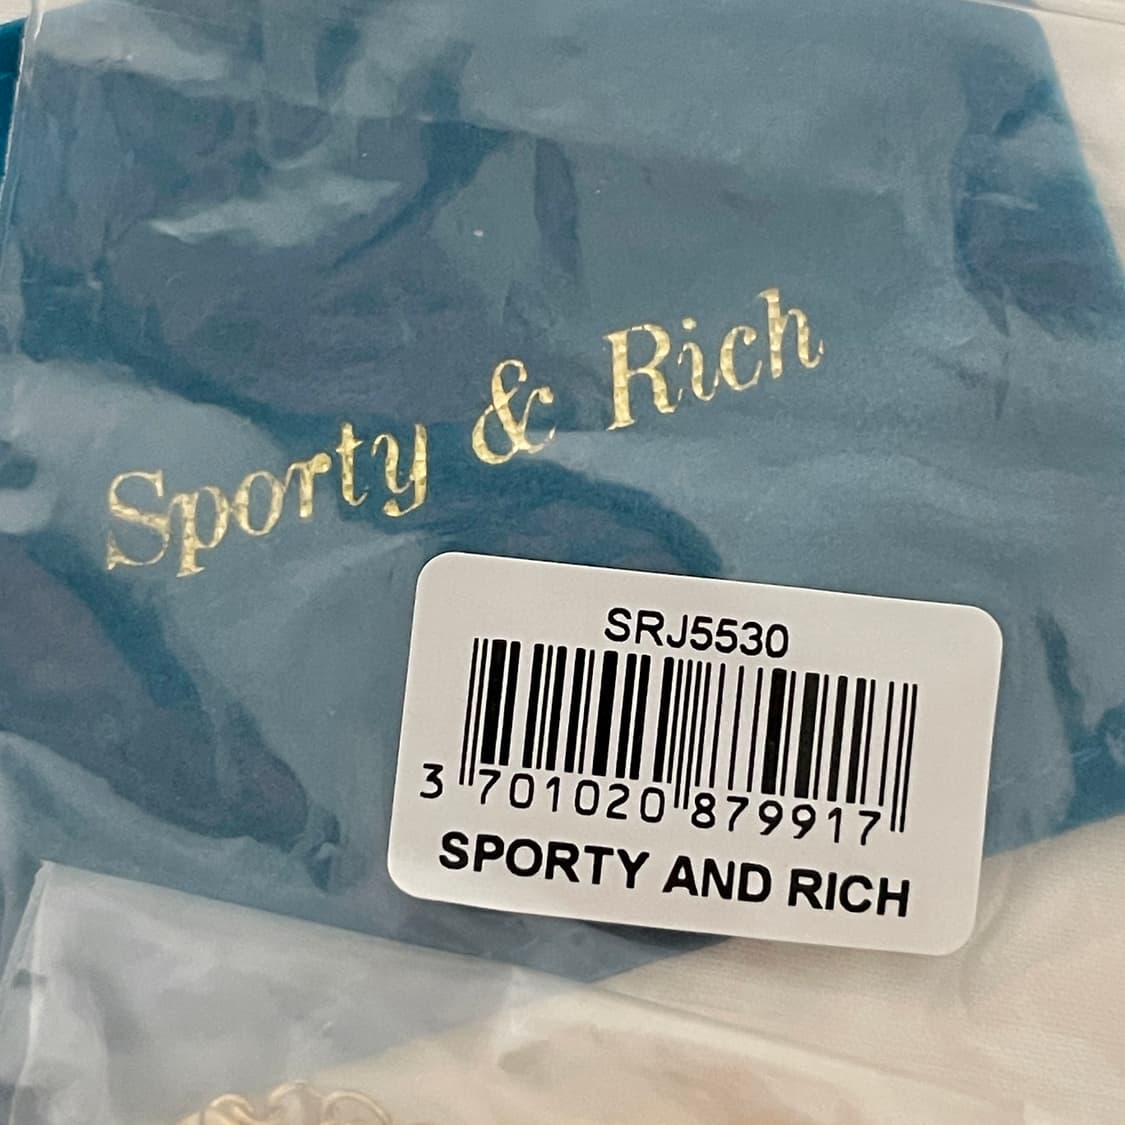 Sporty & Rich
SRJ5530
3 701020 879917
SPORTY AND RICH